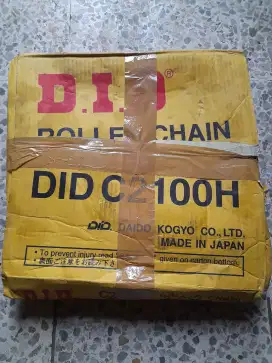 D.I.D®
ROLLER CHAIN
DID C2100H
DID. DAIDO KOGYO CO., LTD.
MADE IN JAPAN
• To prevent injury read given on carton bottom.